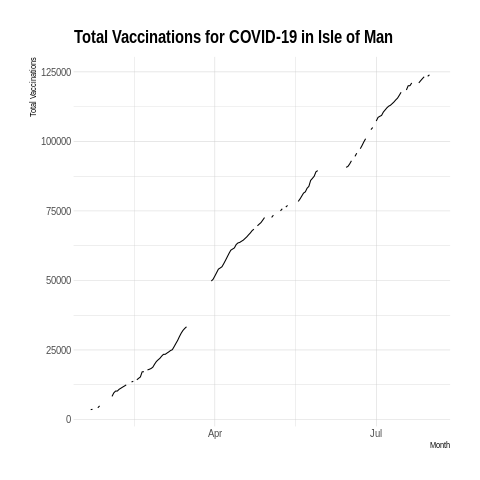 Total Vaccinations for COVID-19 in Isle of Man
Total Vaccinations
125000
100000
75000
50000
25000
0
Apr
Jul
Month